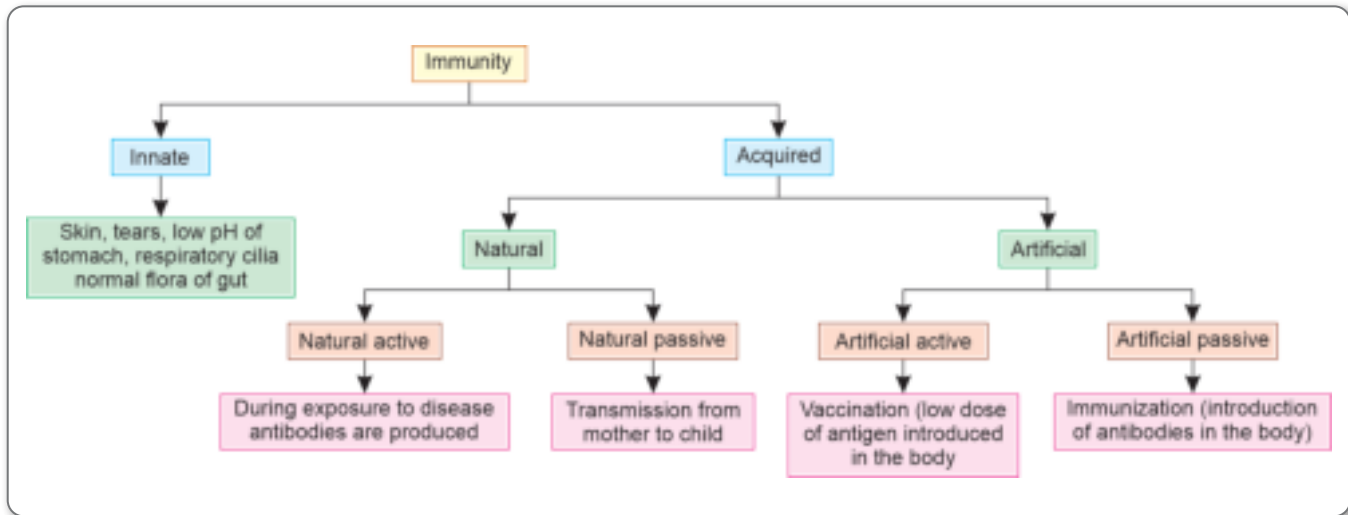 Immunity
Innate
Acquired
Skin, tears, low pH of
stomach, respiratory cilia
normal flora of gut
Natural
Artificial
Natural active
Natural passive
Artificial active
Artificial passive
During exposure to disease
antibodies are produced
Transmission from
mother to child
Vaccination (low dose
of antigen introduced
in the body
Immunization (introduction
of antibodies in the body)